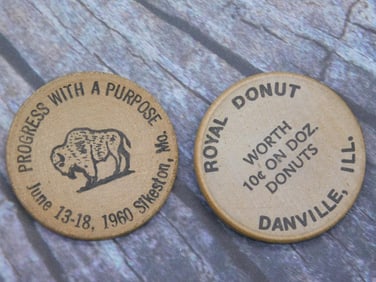 PROGRESS WITH A PURPOSE
June 13-18, 1960 Sikeston, Mo.
ROYAL DONUT
WORTH
10¢ ON DOZ.
DONUTS
DANVILLE, ILL.